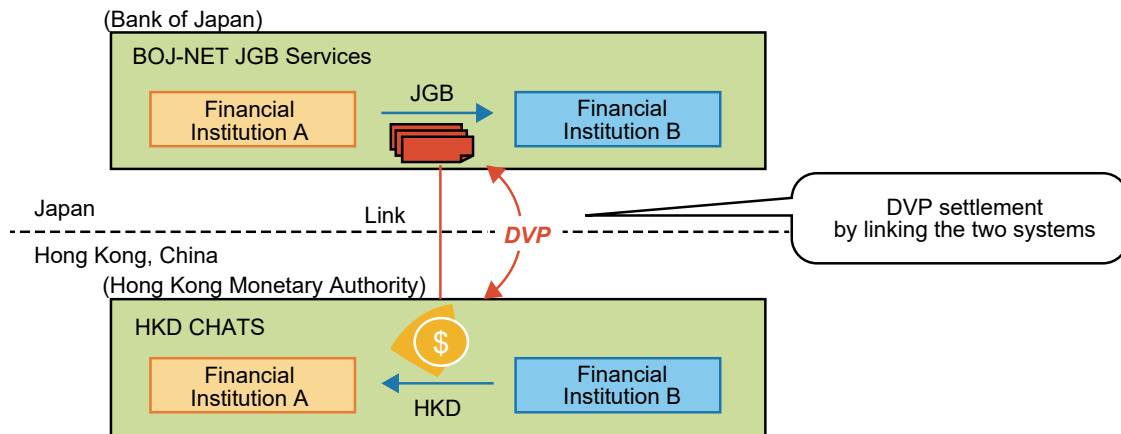 (Bank of Japan)
BOJ-NET JGB Services
Financial
Institution A
JGB
Financial
Institution B
Japan
Link
DVP
DVP settlement
by linking the two systems
Hong Kong, China
(Hong Kong Monetary Authority)
HKD CHATS
$
Financial
Institution A
HKD
Financial
Institution B